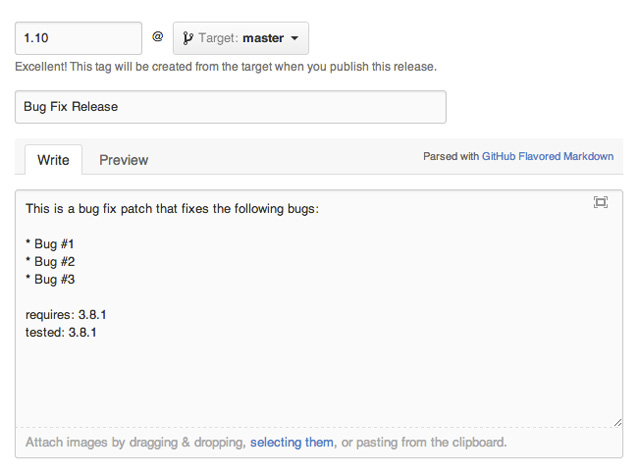 1.10 @ Target: master
Excellent! This tag will be created from the target when you publish this release.
Bug Fix Release
Write Preview Parsed with GitHub Flavored Markdown
This is a bug fix patch that fixes the following bugs:
* Bug #1
* Bug #2
* Bug #3
requires: 3.8.1
tested: 3.8.1
Attach images by dragging & dropping, selecting them, or pasting from the clipboard.